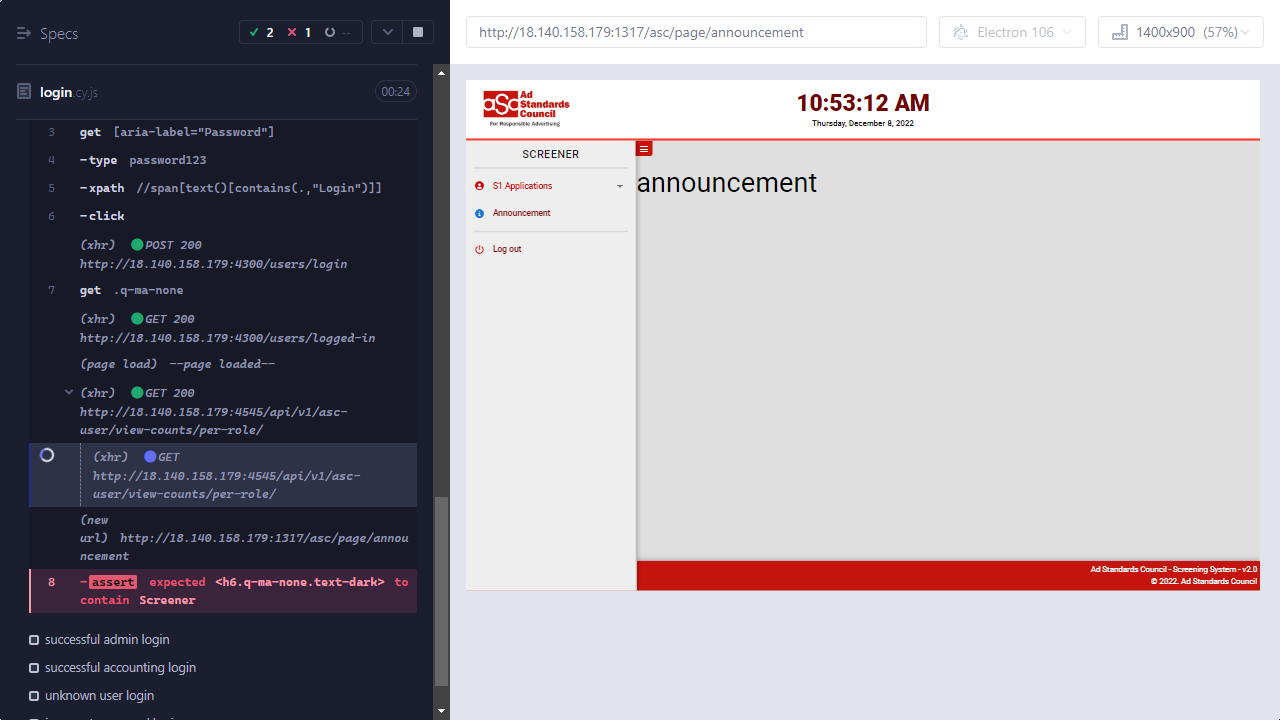 Specs
2
1
--
login.cy.js
00:24
3 get [aria-label="Password"]
4 -type password123
5 -xpath //span[text()[contains(.,"Login")]]
6 -click
(xhr) POST 200
http://18.140.158.179:4300/users/login
7 get .q-ma-none
(xhr) GET 200
http://18.140.158.179:4300/users/logged-in
(page load) --page loaded--
(xhr) GET 200
http://18.140.158.179:4545/api/v1/asc-
user/view-counts/per-role/
(xhr) GET
http://18.140.158.179:4545/api/v1/asc-
user/view-counts/per-role/
(new
url) http://18.140.158.179:1317/asc/page/annou
ncement
8 -assert expected <h6.q-ma-none.text-dark> to
contain Screener
successful admin login
successful accounting login
unknown user login
http://18.140.158.179:1317/asc/page/announcement
Electron 106
1400x900 (57%)
asc Ad
Standards
Council
For Responsible Advertising
10:53:12 AM
Thursday, December 8, 2022
SCREENER
S1 Applications
Announcement
Log out
announcement
Ad Standards Council - Screening System - v2.0
© 2022. Ad Standards Council